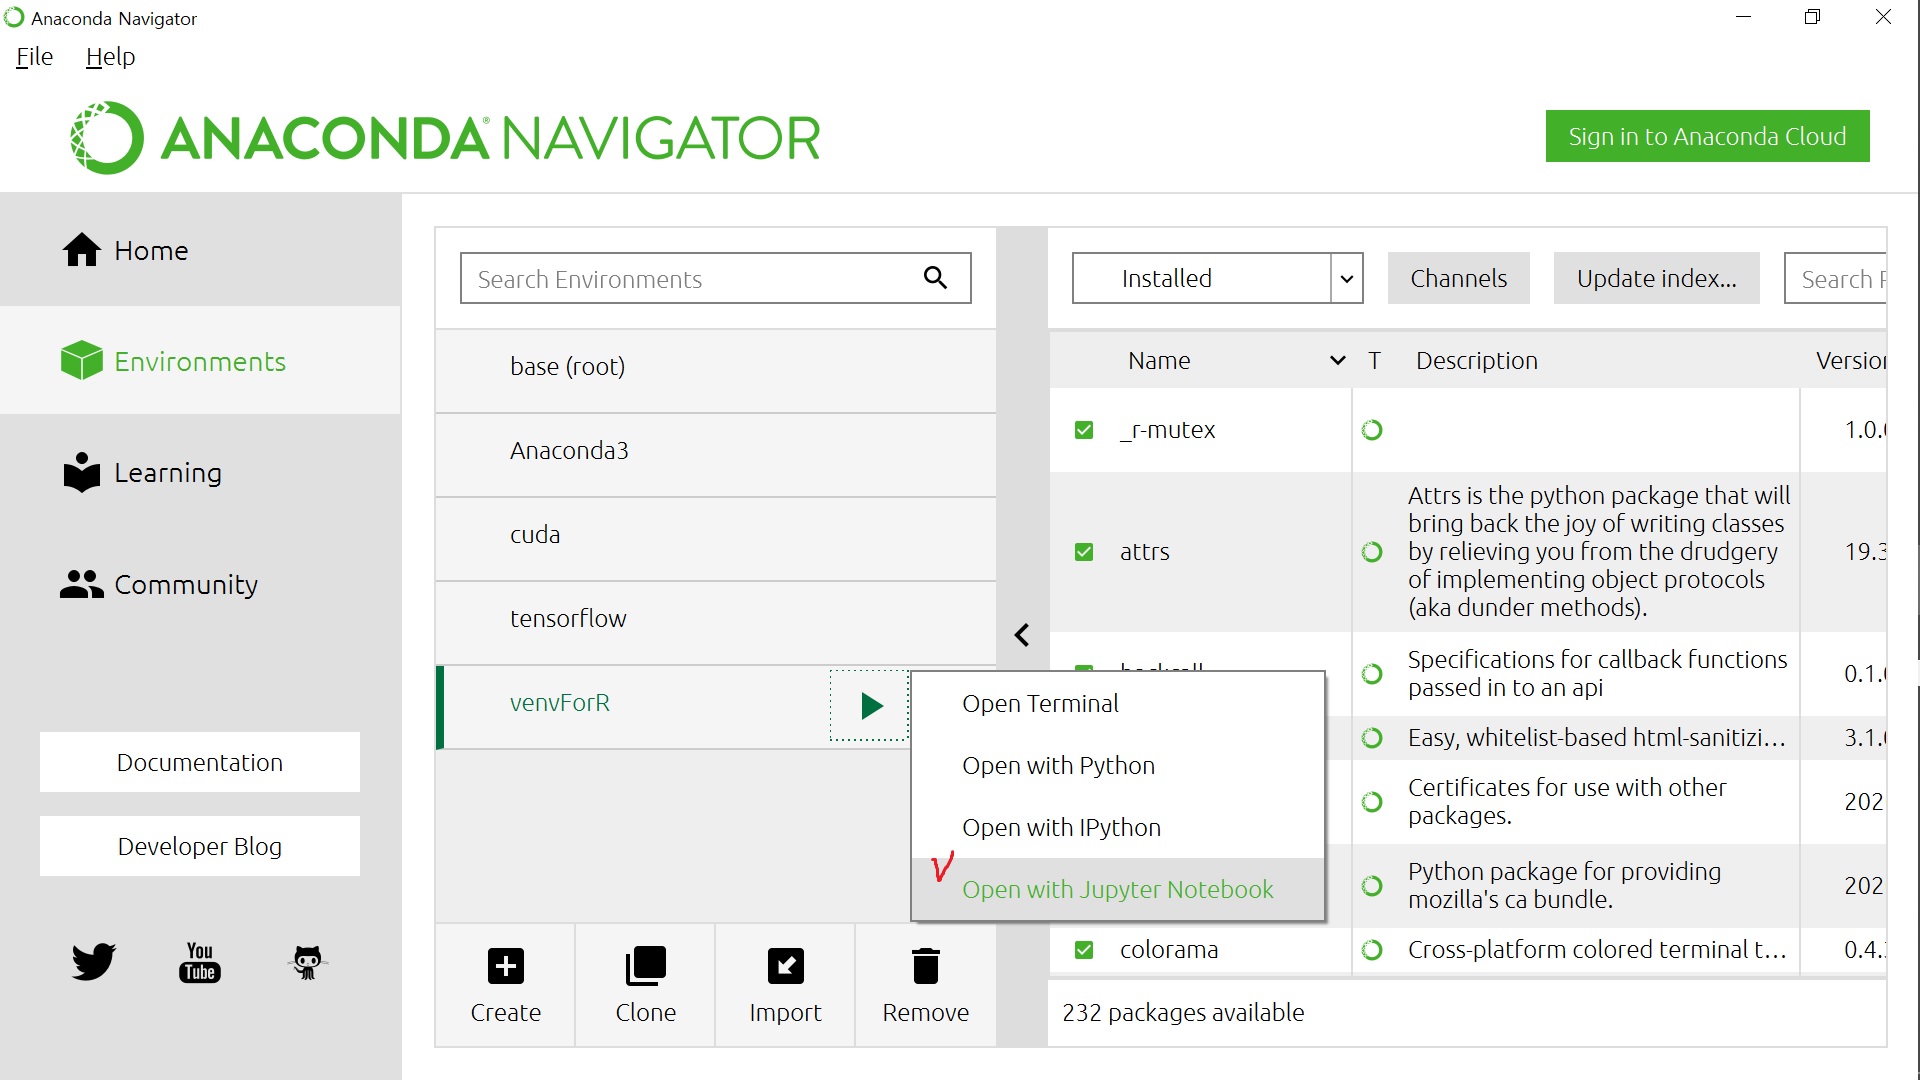 Anaconda Navigator
File Help
ANACONDA NAVIGATOR
Sign in to Anaconda Cloud
Home
Environments
Learning
Community
Documentation
Developer Blog
You
Tube
Search Environments
base (root)
Anaconda3
cuda
tensorflow
venvForR
Open Terminal
Open with Python
Open with IPython
Open with Jupyter Notebook
Create
Clone
Import
Remove
Installed
Channels
Update index...
Search
Name T Description Version
_r-mutex 1.0.
attrs
Attrs is the python package that will
bring back the joy of writing classes
by relieving you from the drudgery
of implementing object protocols
(aka dunder methods).
19.3
Specifications for callback functions
passed in to an api
0.1.
Easy, whitelist-based html-sanitizi... 3.1.
Certificates for use with other
packages.
202
Python package for providing
mozilla's ca bundle.
202
colorama Cross-platform colored terminal t... 0.4.
232 packages available